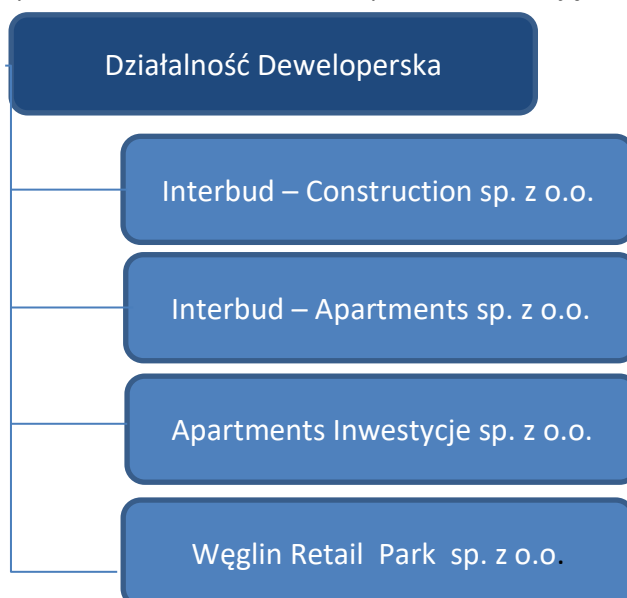 Działalność Deweloperska
Interbud – Construction sp. z o.o.
Interbud – Apartments sp. z o.o.
Apartments Inwestycje sp. z o.o.
Węglin Retail Park sp. z o.o.